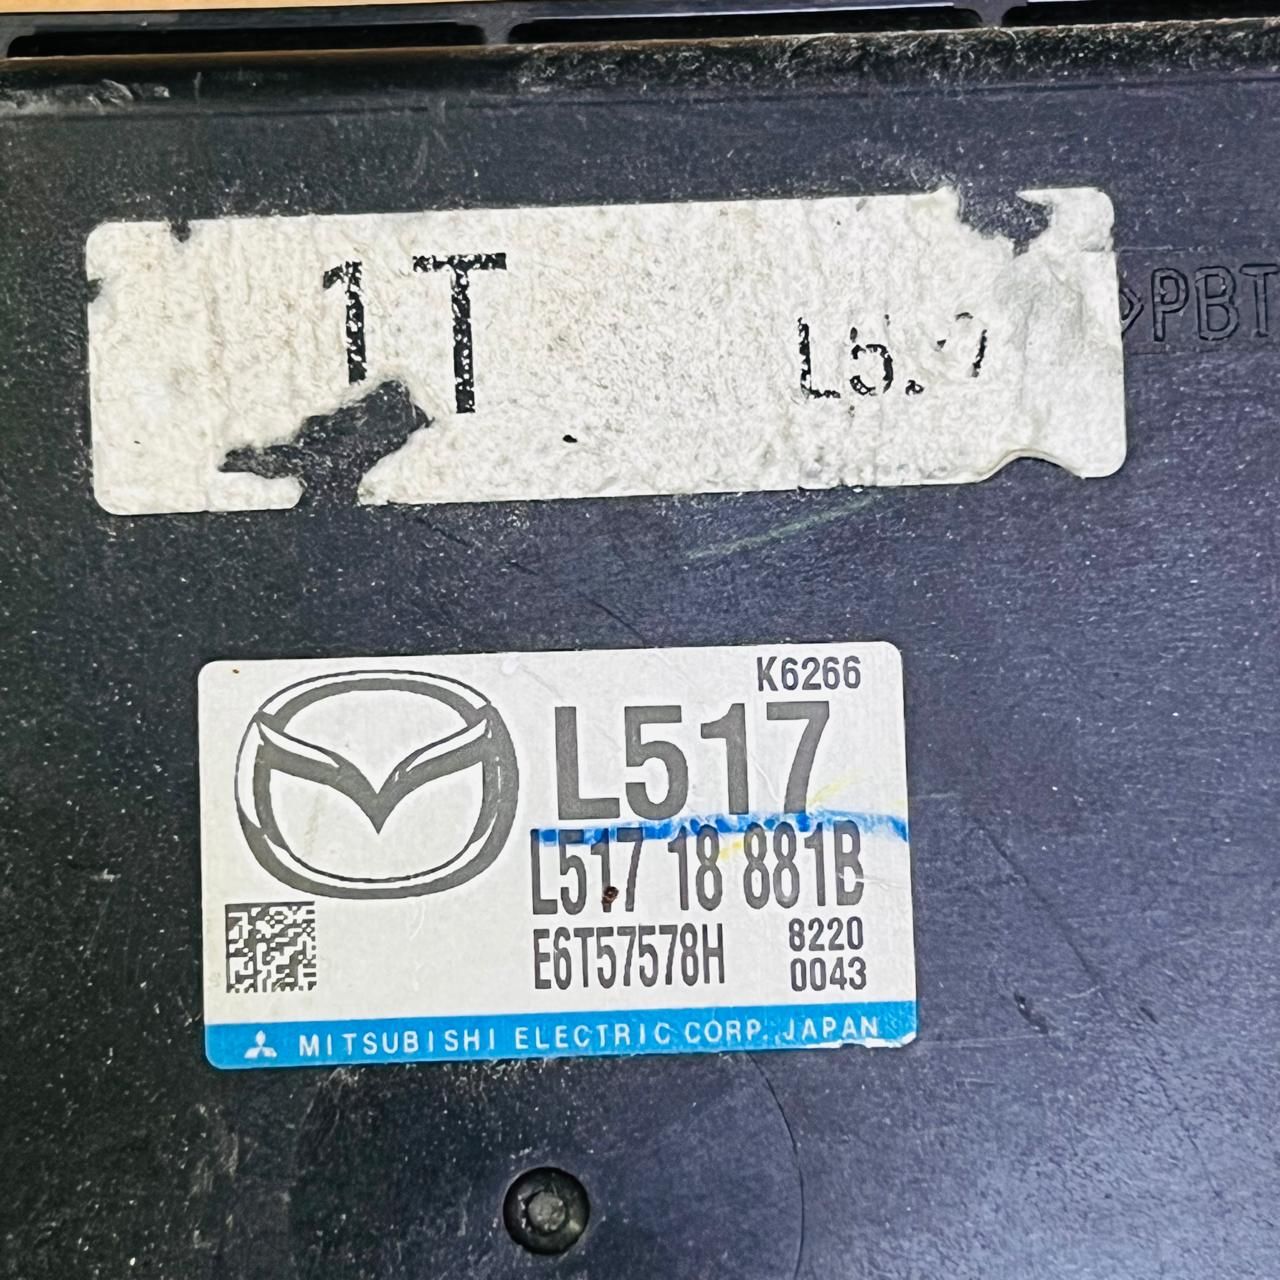 1T
>PBT
K6266
L517
L517 18 881B
E6T57578H
8220
0043
MITSUBISHI ELECTRIC CORP. JAPAN